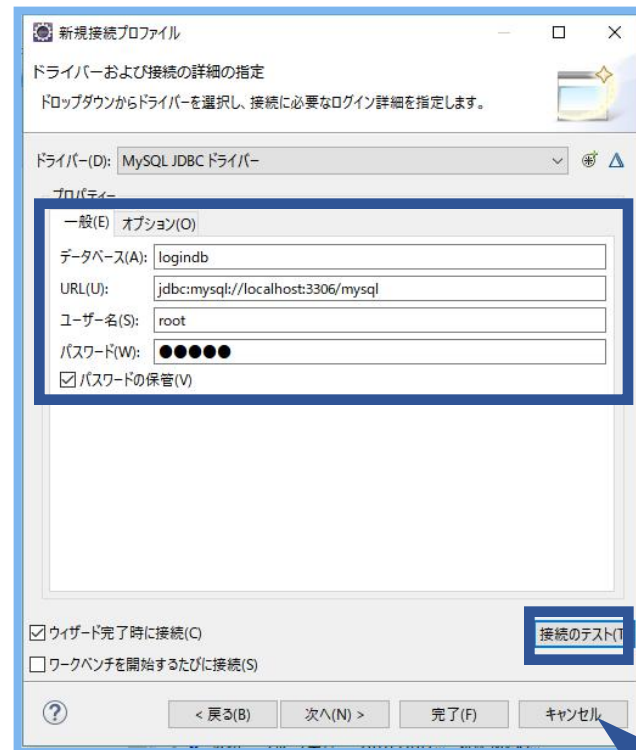 新規接続プロファイル
ドライバーおよび接続の詳細の指定
ドロップダウンからドライバーを選択し、接続に必要なログイン詳細を指定します。
ドライバー(D): MySQL JDBC ドライバー
プロパティー
一般(E) オプション(O)
データベース(A): logindb
URL(U): jdbc:mysql://localhost:3306/mysql
ユーザー名(S): root
パスワード(W): ●●●●●
パスワードの保管(V)
ウィザード完了時に接続(C)
接続のテスト(T
ワークベンチを開始するたびに接続(S)
< 戻る(B) 次へ(N) > 完了(F) キャンセル